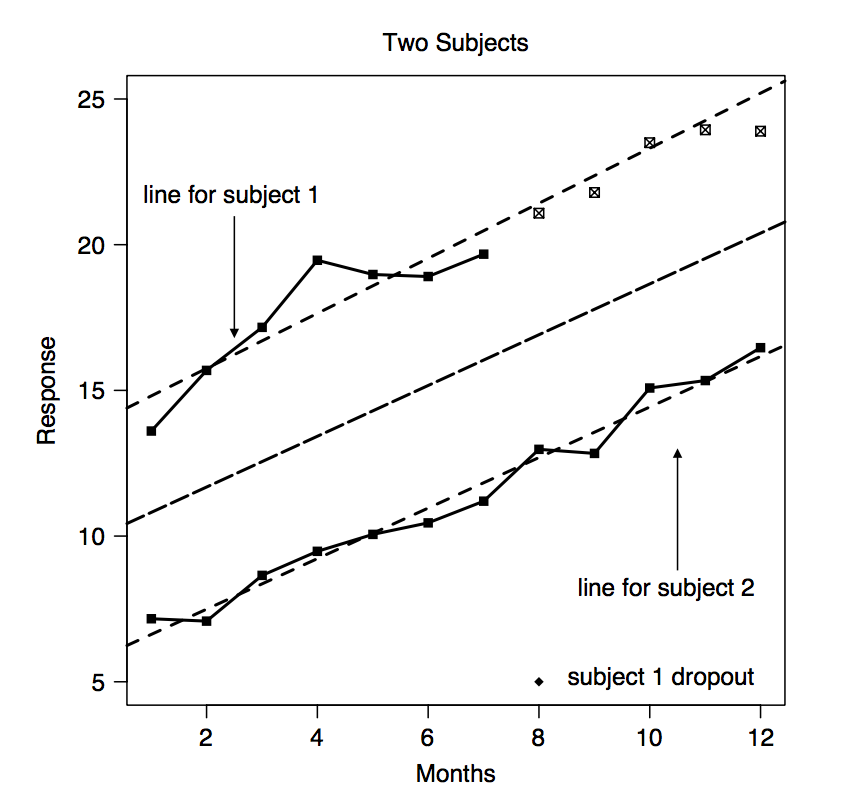 Two Subjects
25
line for subject 1
20
Response
15
10
line for subject 2
subject 1 dropout
5
2 4 6 8 10 12
Months